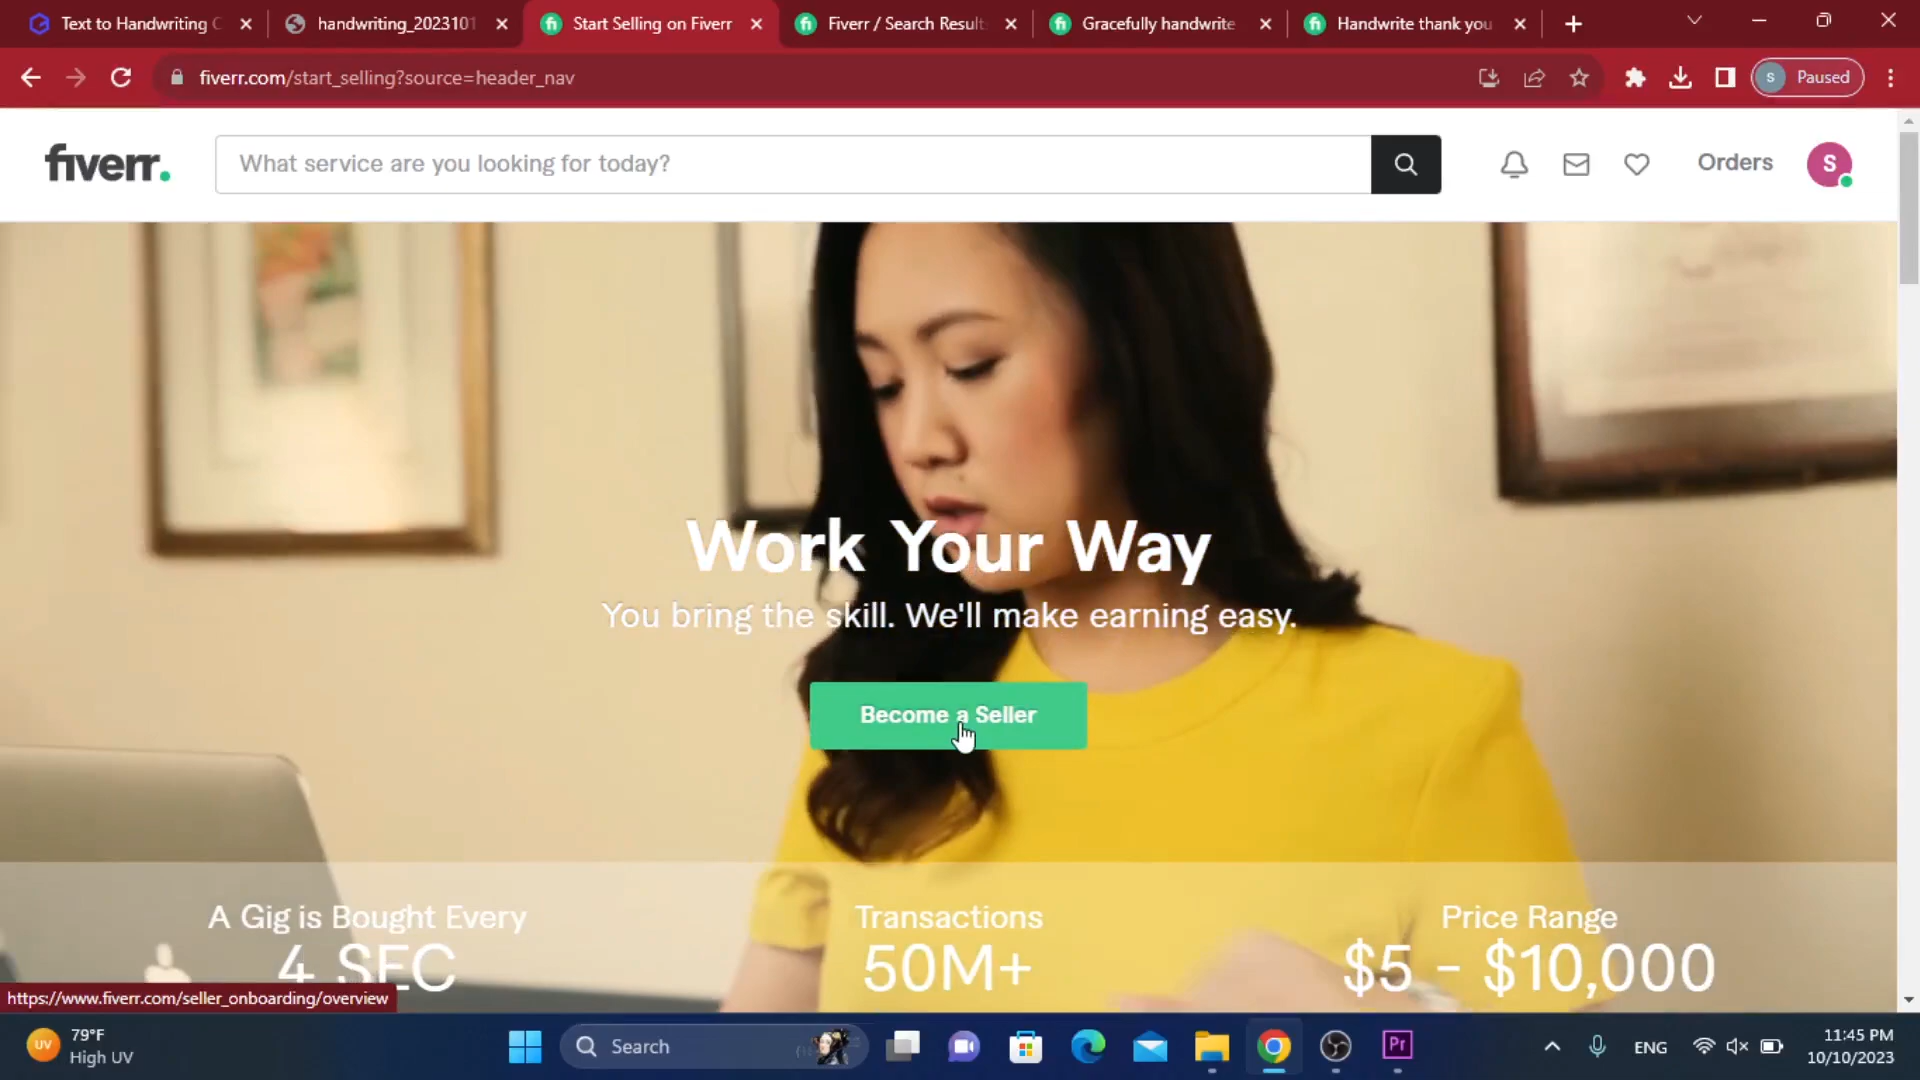 Text to Handwriting C
handwriting_2023101
Start Selling on Fiverr
Fiverr / Search Results
Gracefully handwrite
Handwrite thank you
fiverr.com/start_selling?source=header_nav
S
Paused
fiverr.
What service are you looking for today?
Orders
S
Work Your Way
You bring the skill. We'll make earning easy.
Become a Seller
A Gig is Bought Every
4 SEC
Transactions
50M+
Price Range
$5 - $10,000
https://www.fiverr.com/seller_onboarding/overview
UV
79°F
High UV
Search
Pr
ENG
11:45 PM
10/10/2023